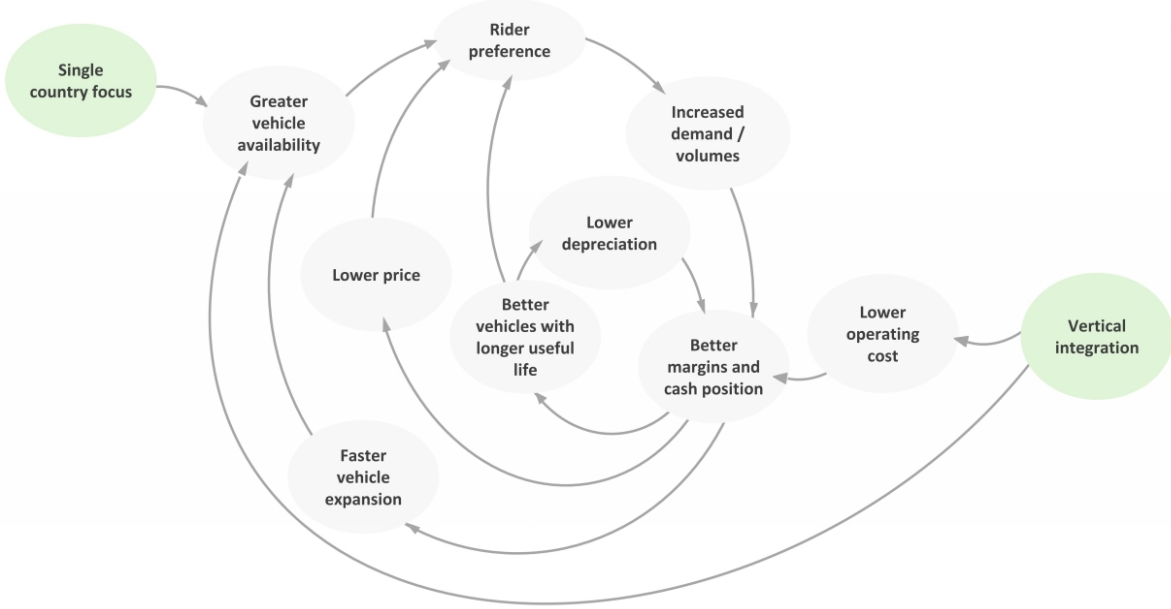 Single
country focus
Greater
vehicle
availability
Rider
preference
Increased
demand /
volumes
Lower
depreciation
Lower price
Better
vehicles with
longer useful
life
Better
margins and
cash position
Lower
operating
cost
Vertical
integration
Faster
vehicle
expansion